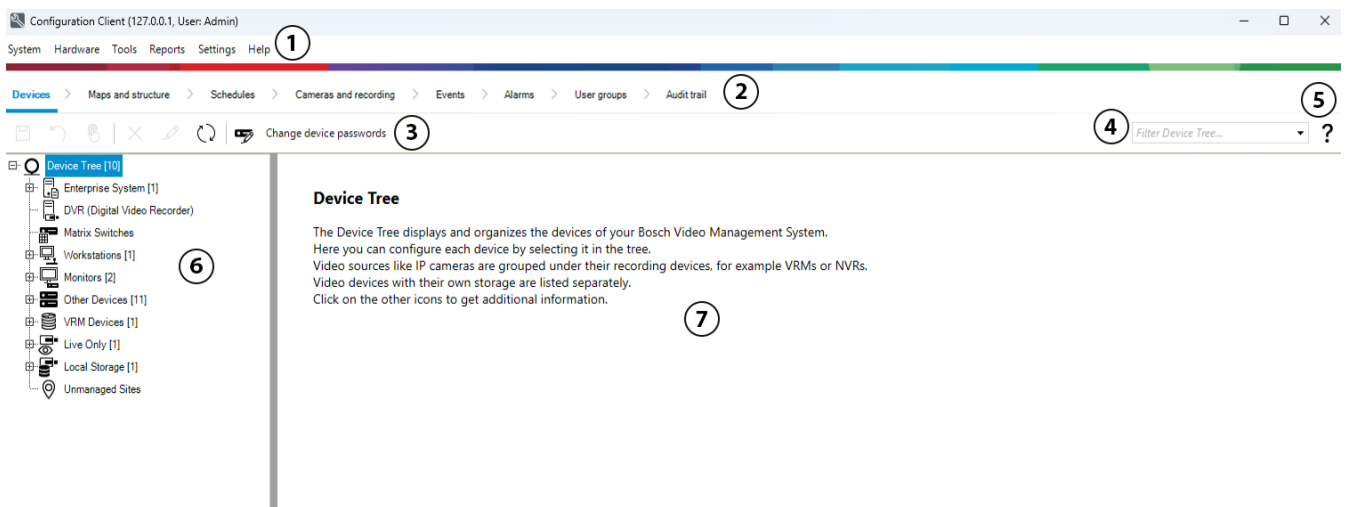 Configuration Client (127.0.0.1, User: Admin)
System Hardware Tools Reports Settings Help 1
Devices > Maps and structure > Schedules > Cameras and recording > Events > Alarms > User groups > Audit trail 2
5
Change device passwords 3 4 Filter Device Tree... ?
Device Tree [10]
Enterprise System [1]
DVR (Digital Video Recorder)
Matrix Switches
Workstations [1]
6
Monitors [2]
Other Devices [11]
VRM Devices [1]
Live Only [1]
Local Storage [1]
Unmanaged Sites
Device Tree
The Device Tree displays and organizes the devices of your Bosch Video Management System.
Here you can configure each device by selecting it in the tree.
Video sources like IP cameras are grouped under their recording devices, for example VRMs or NVRs.
Video devices with their own storage are listed separately.
Click on the other icons to get additional information.
7